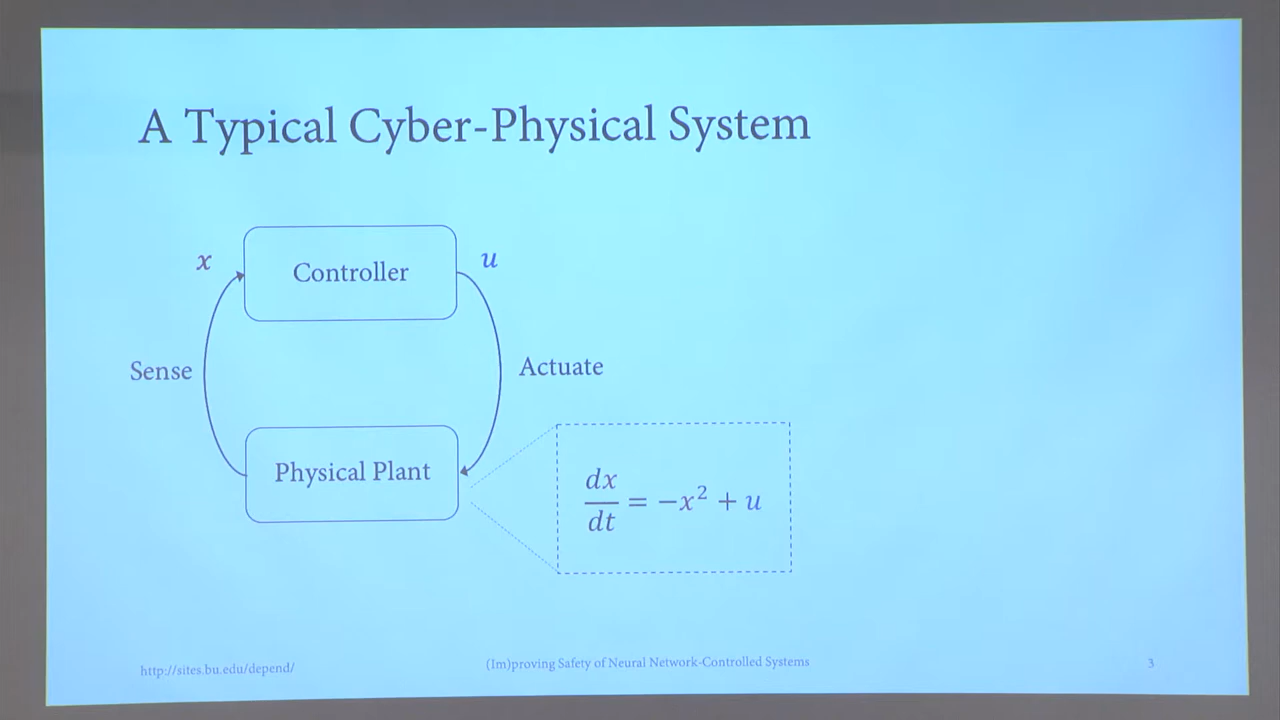 A Typical Cyber-Physical System
x
Controller
u
Sense
Actuate
Physical Plant
dx/dt = −x² + u
http://sites.bu.edu/depend/
(Im)proving Safety of Neural Network-Controlled Systems
3